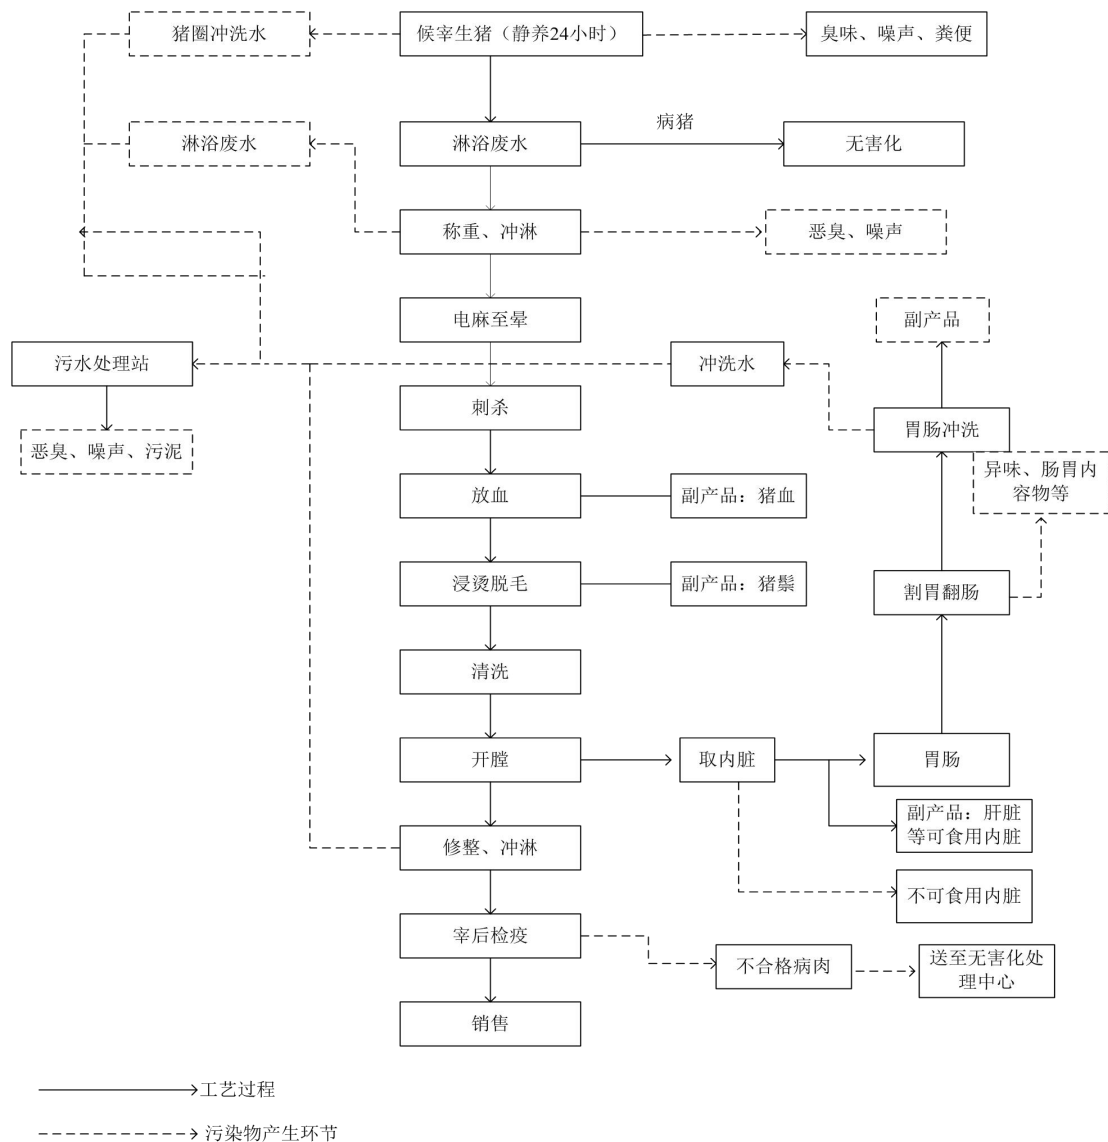 猪圈冲洗水
候宰生猪（静养24小时）
臭味、噪声、粪便
病猪
淋浴废水
淋浴废水
无害化
称重、冲淋
恶臭、噪声
电麻至晕
副产品
污水处理站
冲洗水
刺杀
胃肠冲洗
恶臭、噪声、污泥
异味、肠胃内
容物等
放血
副产品：猪血
浸烫脱毛
副产品：猪鬃
割胃翻肠
清洗
开膛
取内脏
胃肠
副产品：肝脏
等可食用内脏
修整、冲淋
不可食用内脏
宰后检疫
不合格病肉
送至无害化处
理中心
销售
工艺过程
污染物产生环节